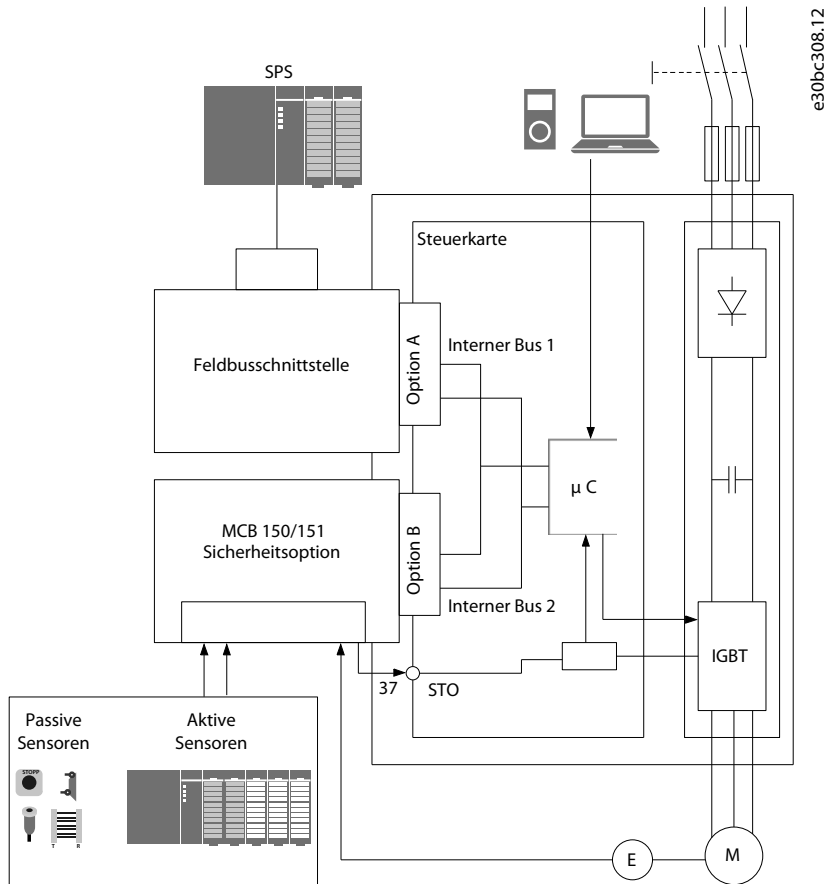 e30bc308.12
SPS
Steuerkarte
Feldbusschnittstelle
Option A
Interner Bus 1
µ C
MCB 150/151
Sicherheitsoption
Option B
Interner Bus 2
IGBT
37
STO
Passive
Sensoren
Aktive
Sensoren
STOPP
T R
E
M